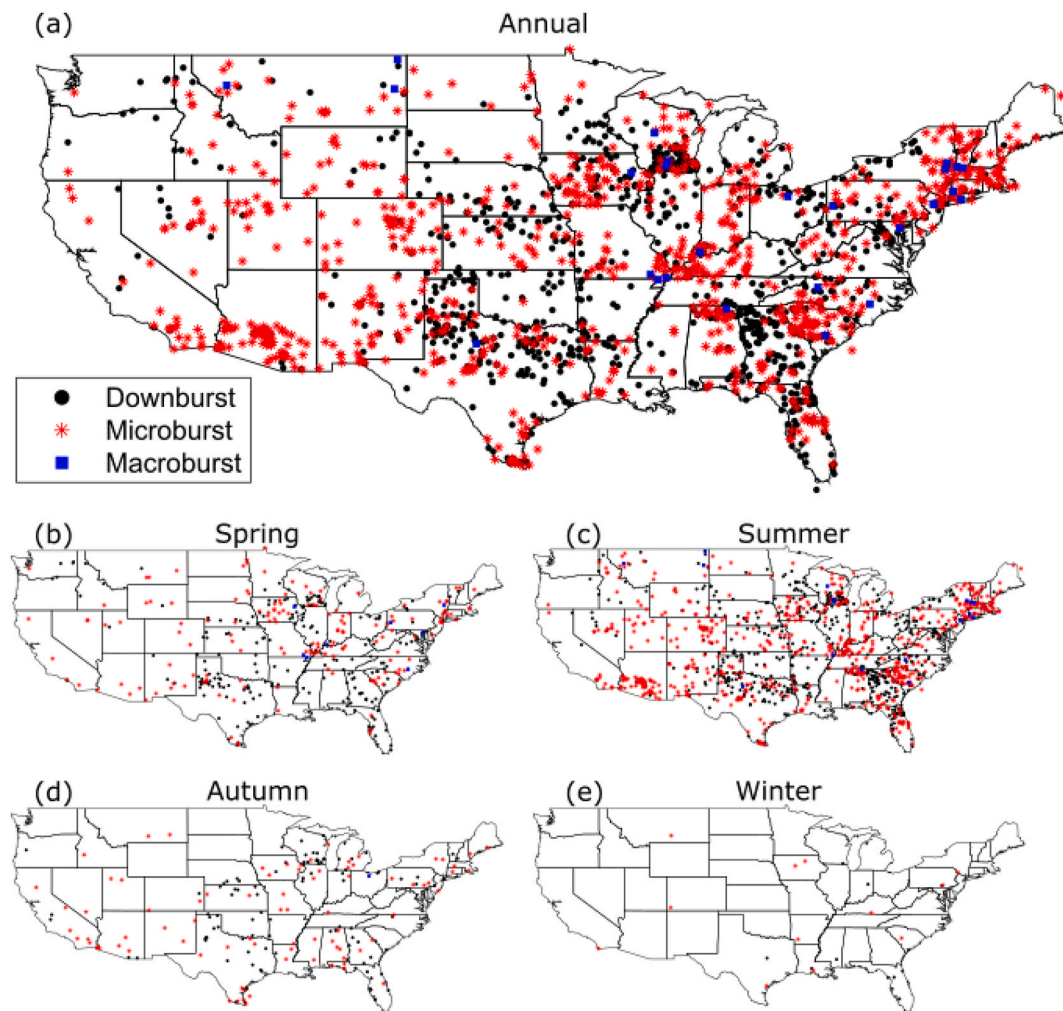 (a) Annual
Downburst
Microburst
Macroburst
(b) Spring
(c) Summer
(d) Autumn
(e) Winter